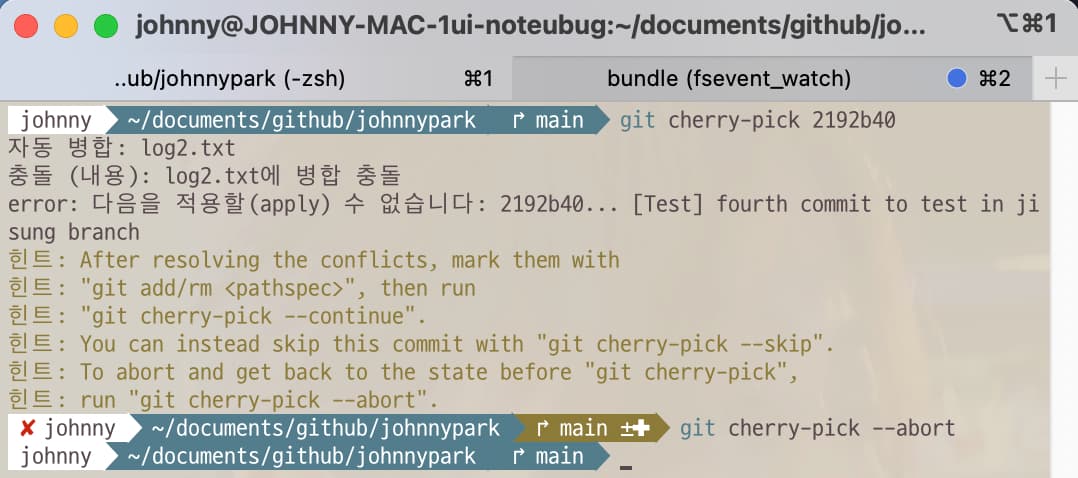 johnny@JOHNNY-MAC-1ui-noteubug:~/documents/github/jo... ⌥⌘1
..ub/johnnypark (-zsh) ⌘1 bundle (fsevent_watch) ⌘2
johnny ~/documents/github/johnnypark ↱ main git cherry-pick 2192b40
자동 병합: log2.txt
충돌 (내용): log2.txt에 병합 충돌
error: 다음을 적용할(apply) 수 없습니다: 2192b40... [Test] fourth commit to test in ji
sung branch
힌트: After resolving the conflicts, mark them with
힌트: "git add/rm <pathspec>", then run
힌트: "git cherry-pick --continue".
힌트: You can instead skip this commit with "git cherry-pick --skip".
힌트: To abort and get back to the state before "git cherry-pick",
힌트: run "git cherry-pick --abort".
✘ johnny ~/documents/github/johnnypark ↱ main ±✚ git cherry-pick --abort
johnny ~/documents/github/johnnypark ↱ main